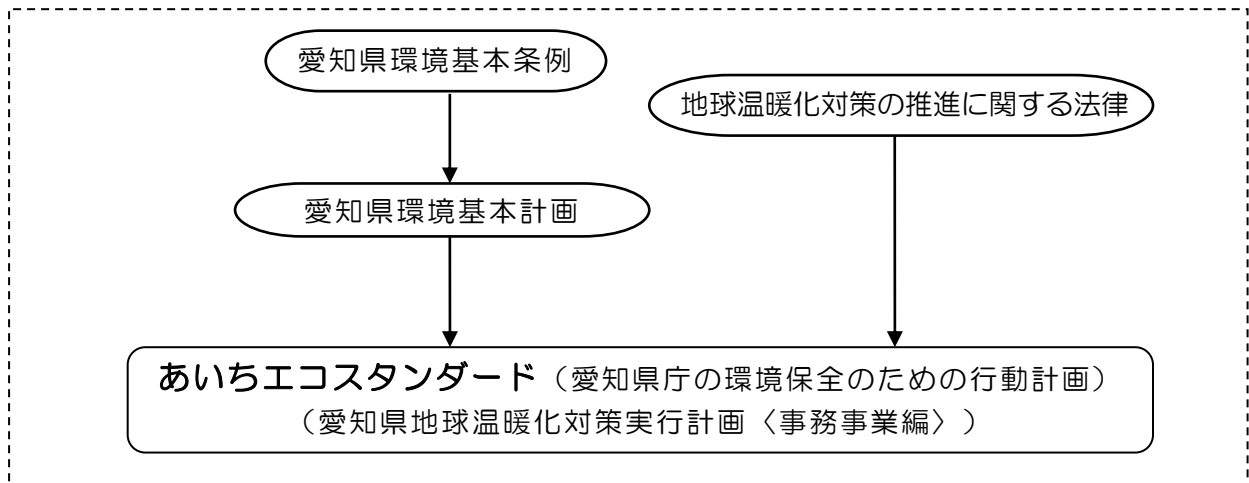 愛知県環境基本条例
地球温暖化対策の推進に関する法律
愛知県環境基本計画
あいちエコスタンダード（愛知県庁の環境保全のための行動計画）
（愛知県地球温暖化対策実行計画〈事務事業編〉）